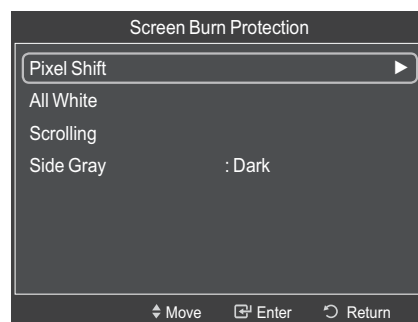 Screen Burn Protection
Pixel Shift
All White
Scrolling
Side Gray : Dark
Move Enter Return